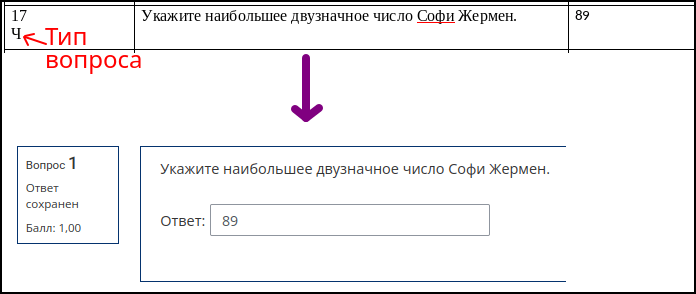 17
Ч
Тип
вопроса
Укажите наибольшее двузначное число Софи Жермен.
89
Вопрос 1
Ответ
сохранен
Балл: 1,00
Укажите наибольшее двузначное число Софи Жермен.
Ответ: 89